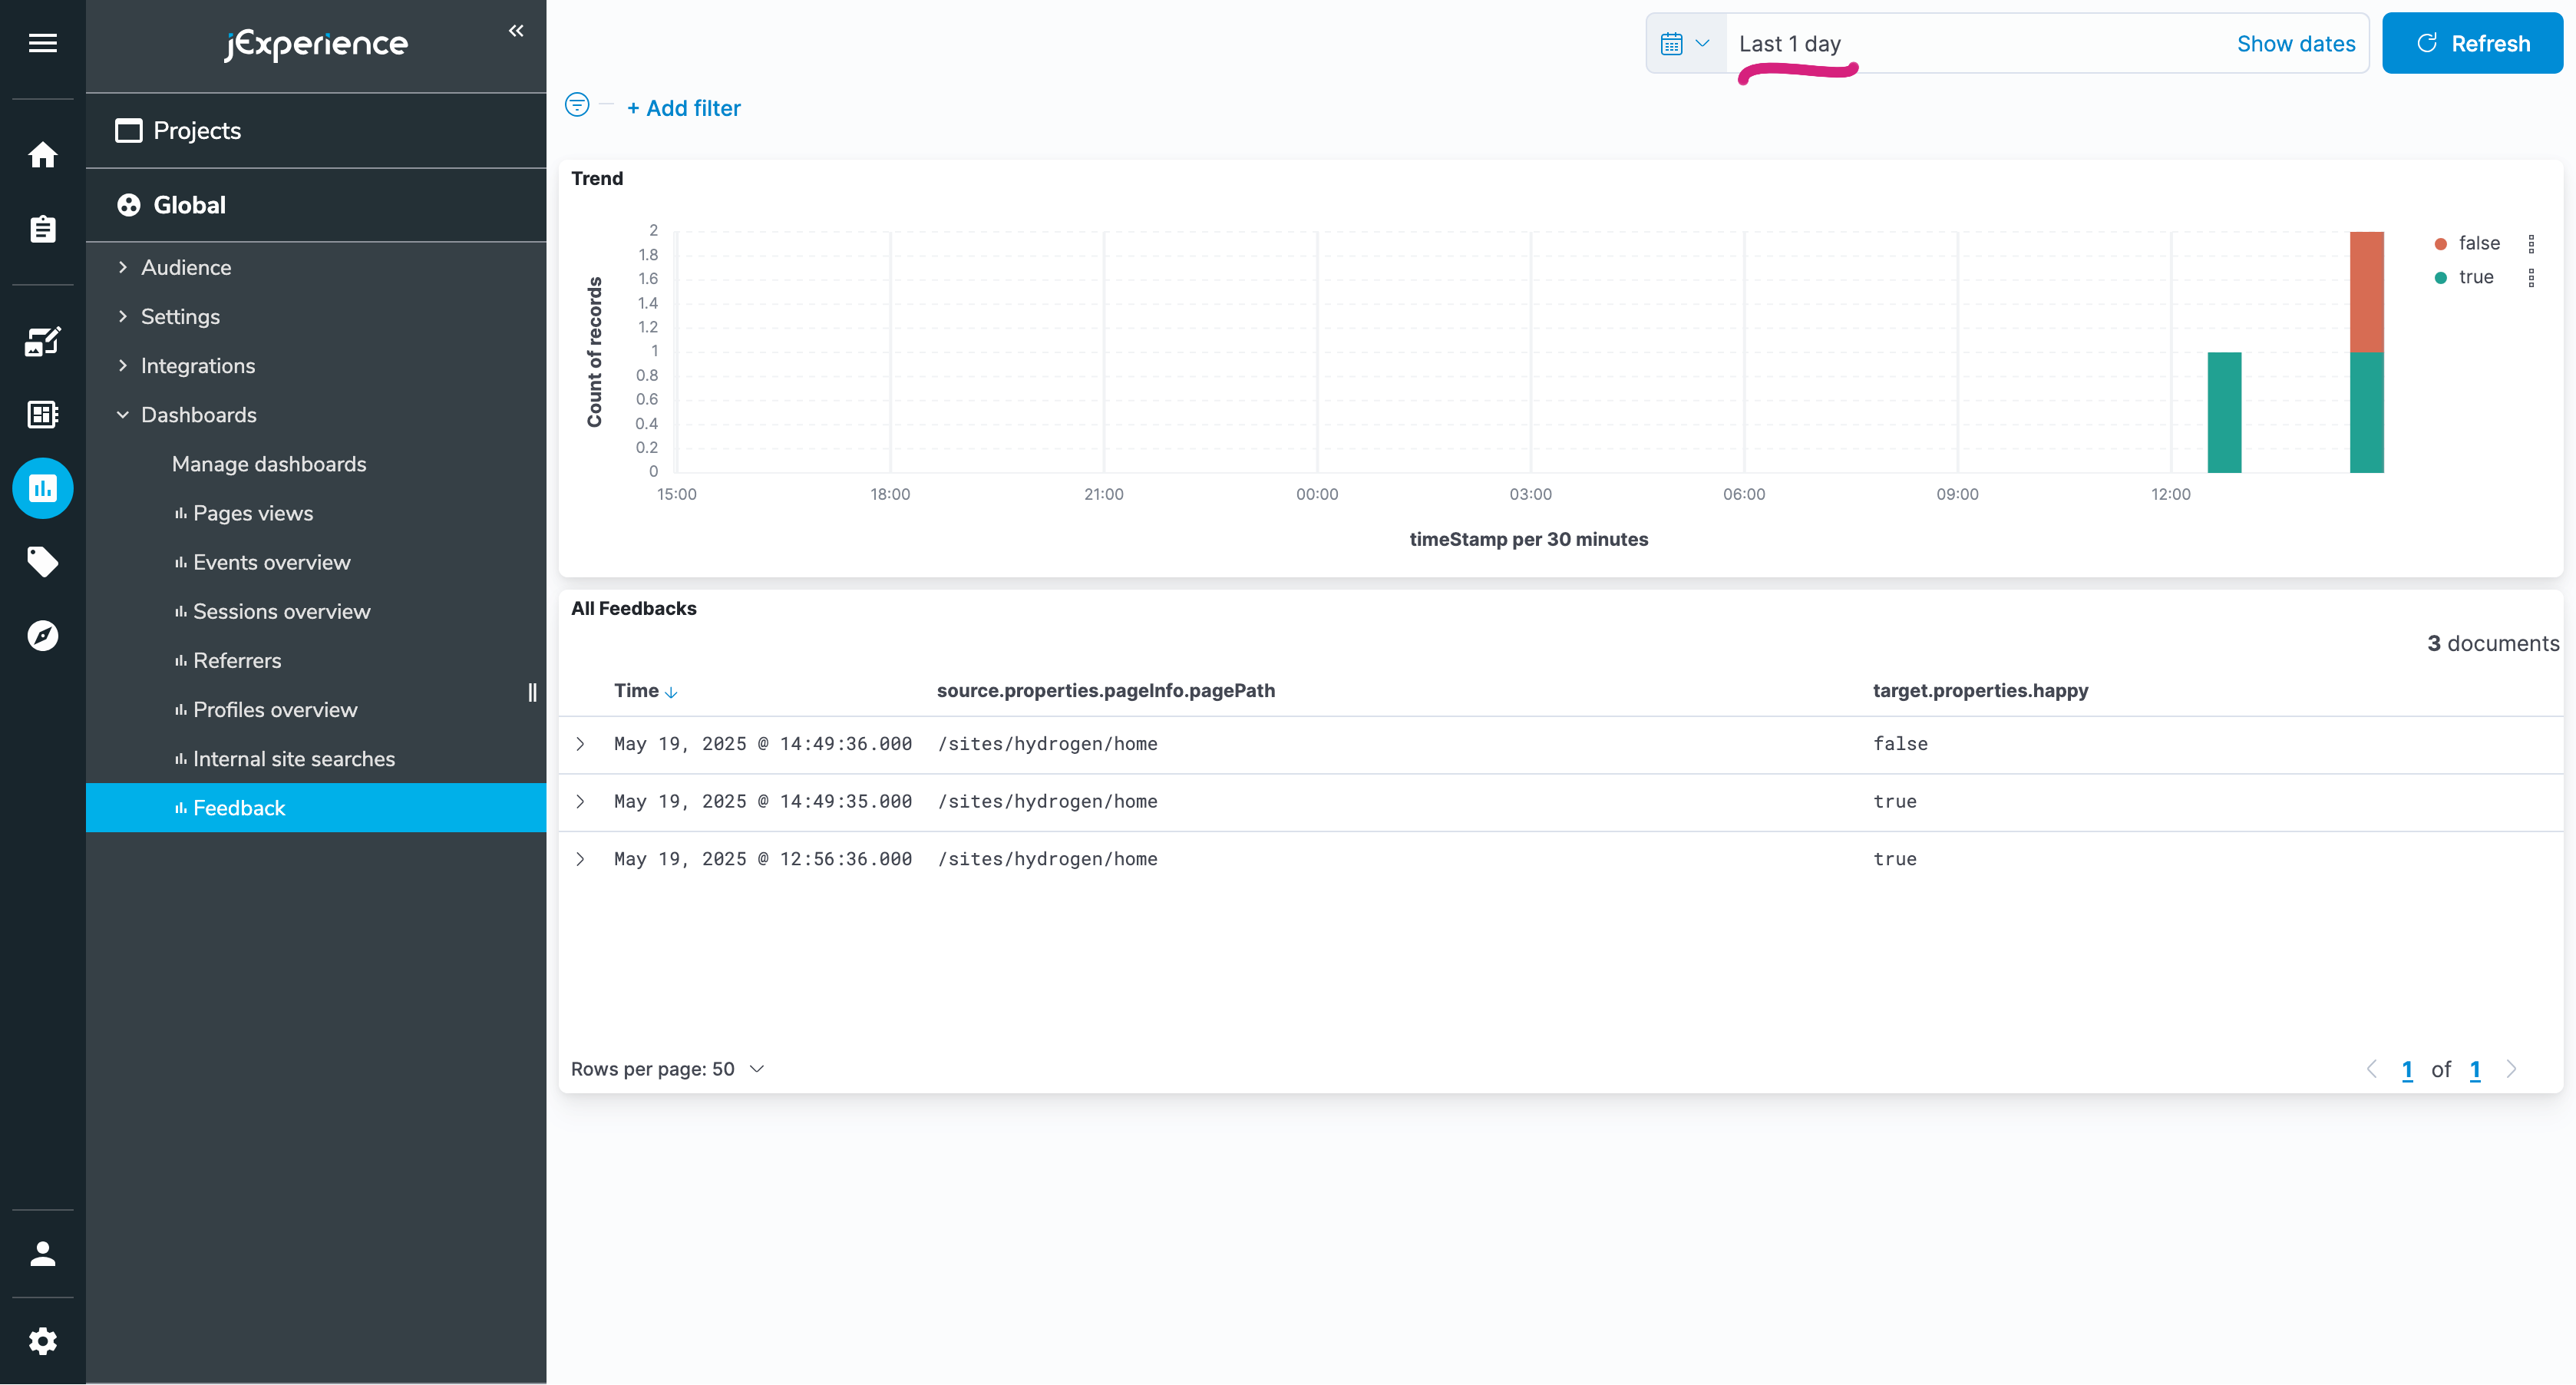 jExperience
Projects
Global
Audience
Settings
Integrations
Dashboards
Manage dashboards
Pages views
Events overview
Sessions overview
Referrers
Profiles overview
Internal site searches
Feedback
Last 1 day
Show dates
Refresh
+ Add filter
Trend
Count of records
2
1.8
1.6
1.4
1.2
1
0.8
0.6
0.4
0.2
0
15:00 18:00 21:00 00:00 03:00 06:00 09:00 12:00
timeStamp per 30 minutes
false
true
All Feedbacks
3 documents
Time source.properties.pageInfo.pagePath target.properties.happy
May 19, 2025 @ 14:49:36.000 /sites/hydrogen/home false
May 19, 2025 @ 14:49:35.000 /sites/hydrogen/home true
May 19, 2025 @ 12:56:36.000 /sites/hydrogen/home true
Rows per page: 50
1 of 1